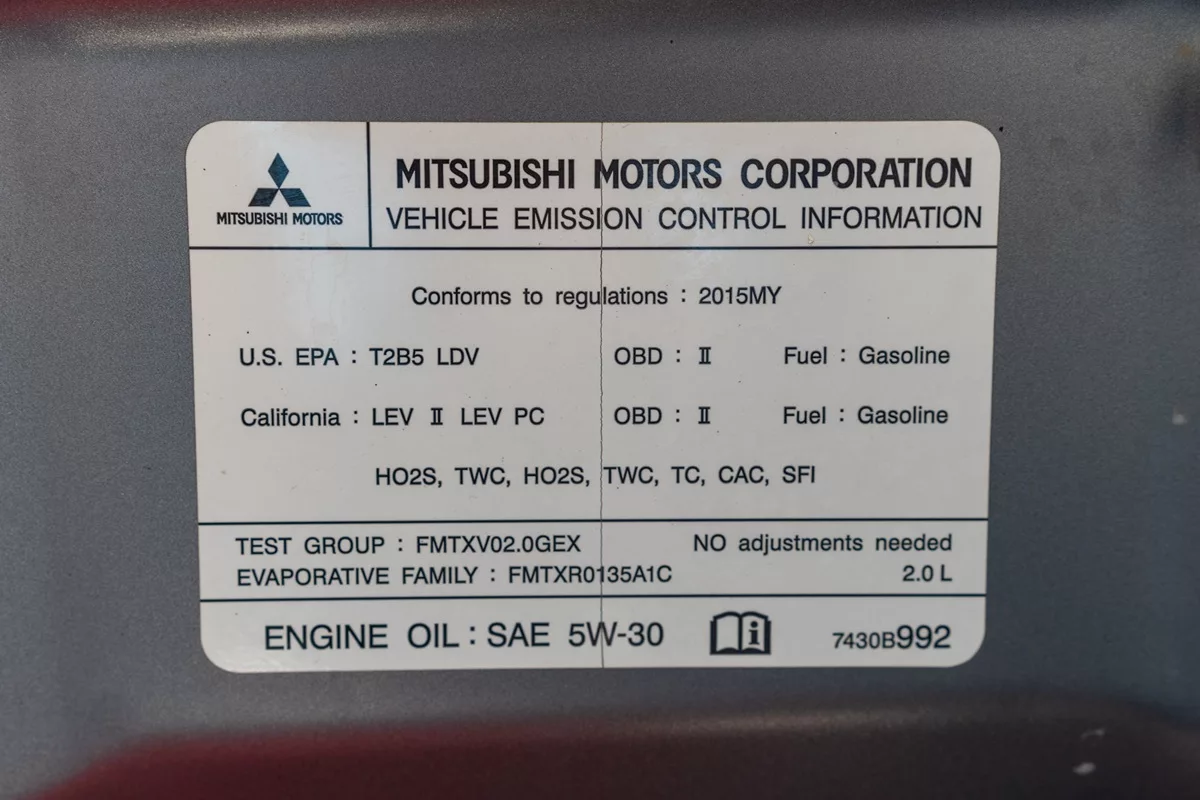 MITSUBISHI MOTORS
MITSUBISHI MOTORS CORPORATION
VEHICLE EMISSION CONTROL INFORMATION
Conforms to regulations : 2015MY
U.S. EPA : T2B5 LDV OBD : Ⅱ Fuel : Gasoline
California : LEV Ⅱ LEV PC OBD : Ⅱ Fuel : Gasoline
HO2S, TWC, HO2S, TWC, TC, CAC, SFI
TEST GROUP : FMTXV02.0GEX NO adjustments needed
EVAPORATIVE FAMILY : FMTXR0135A1C 2.0 L
ENGINE OIL : SAE 5W-30 i 7430B992